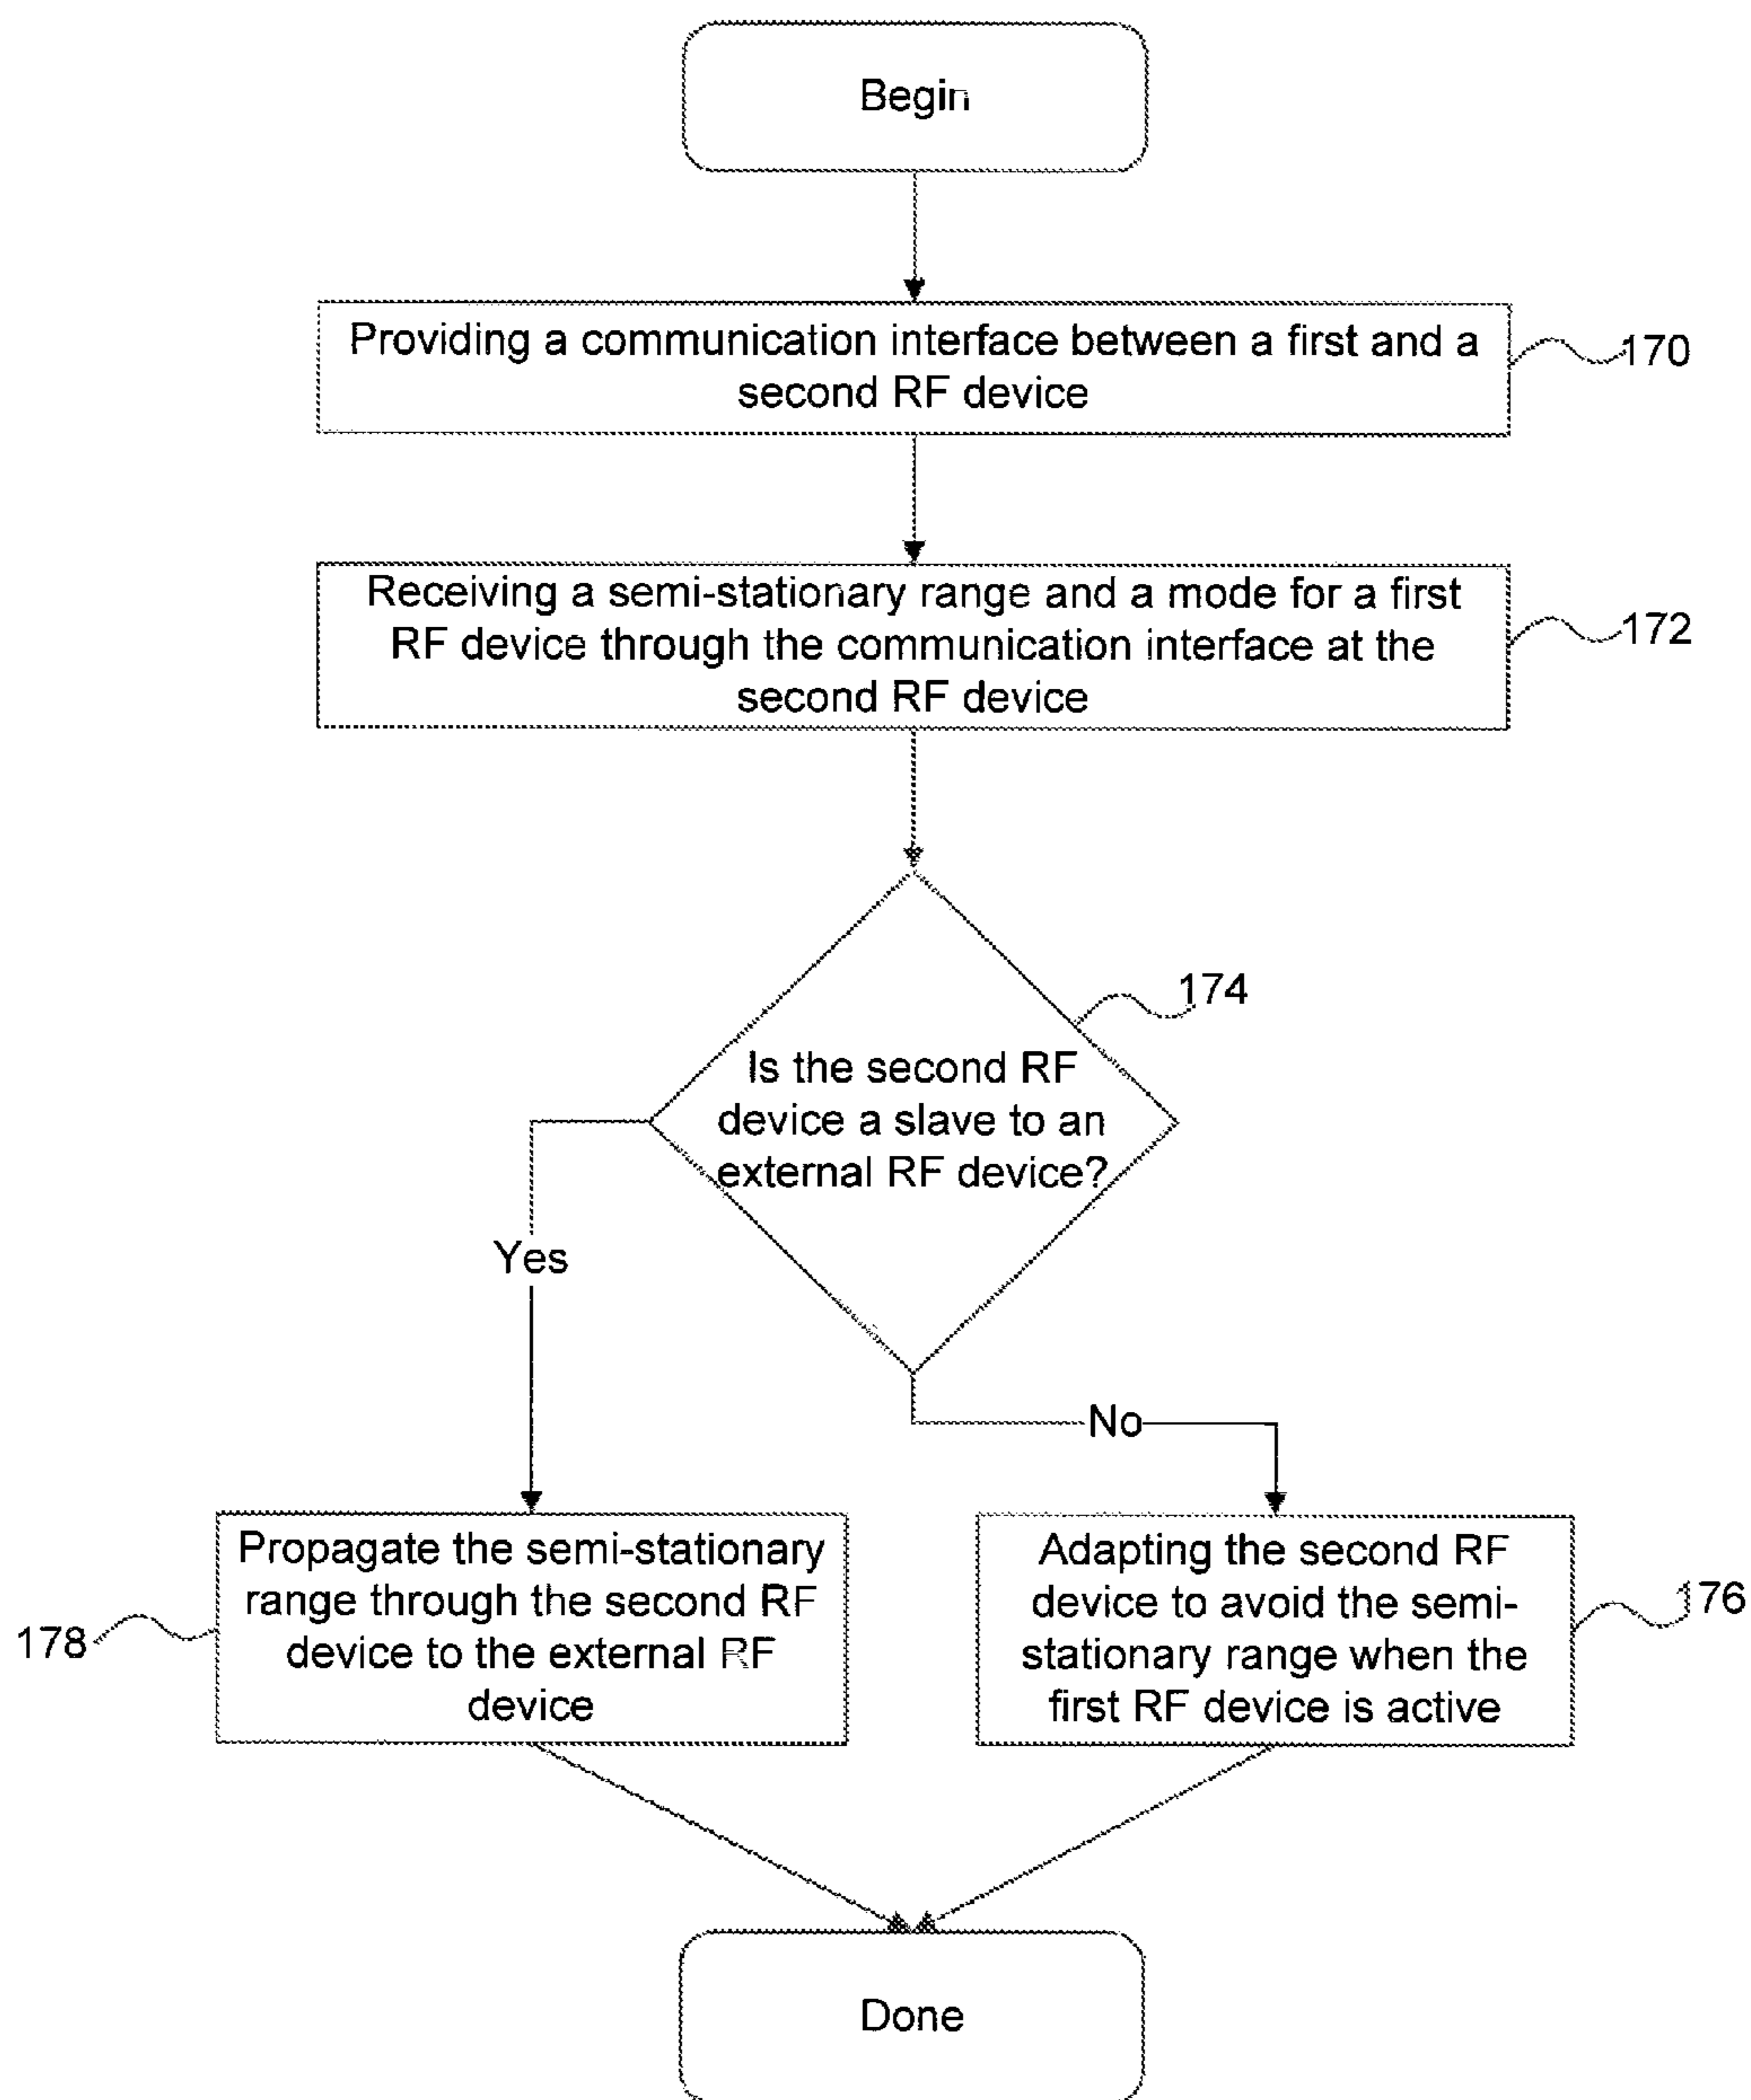 Begin
Providing a communication interface between a first and a
second RF device
170
Receiving a semi-stationary range and a mode for a first
RF device through the communication interface at the
second RF device
172
174
Is the second RF
device a slave to an
external RF device?
Yes
No
Propagate the semi-stationary
range through the second RF
device to the external RF
device
178
Adapting the second RF
device to avoid the semi-
stationary range when the
first RF device is active
176
Done